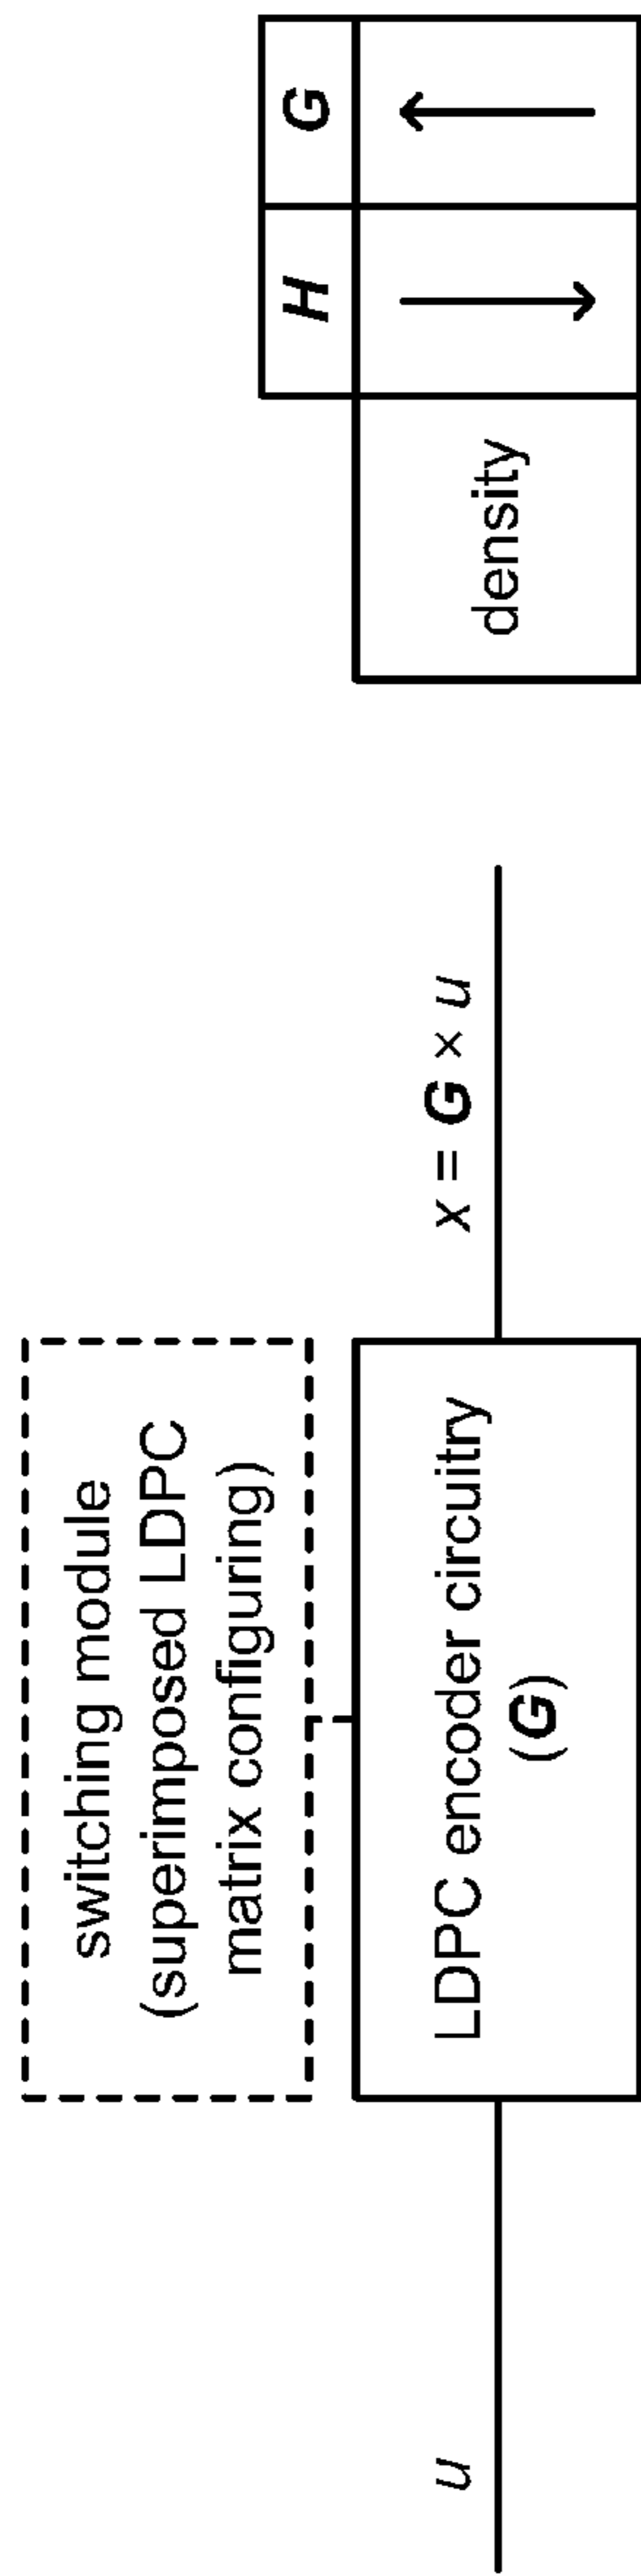 switching module
(superimposed LDPC
matrix configuring)
u
LDPC encoder circuitry
(G)
x = G × u
H G
density